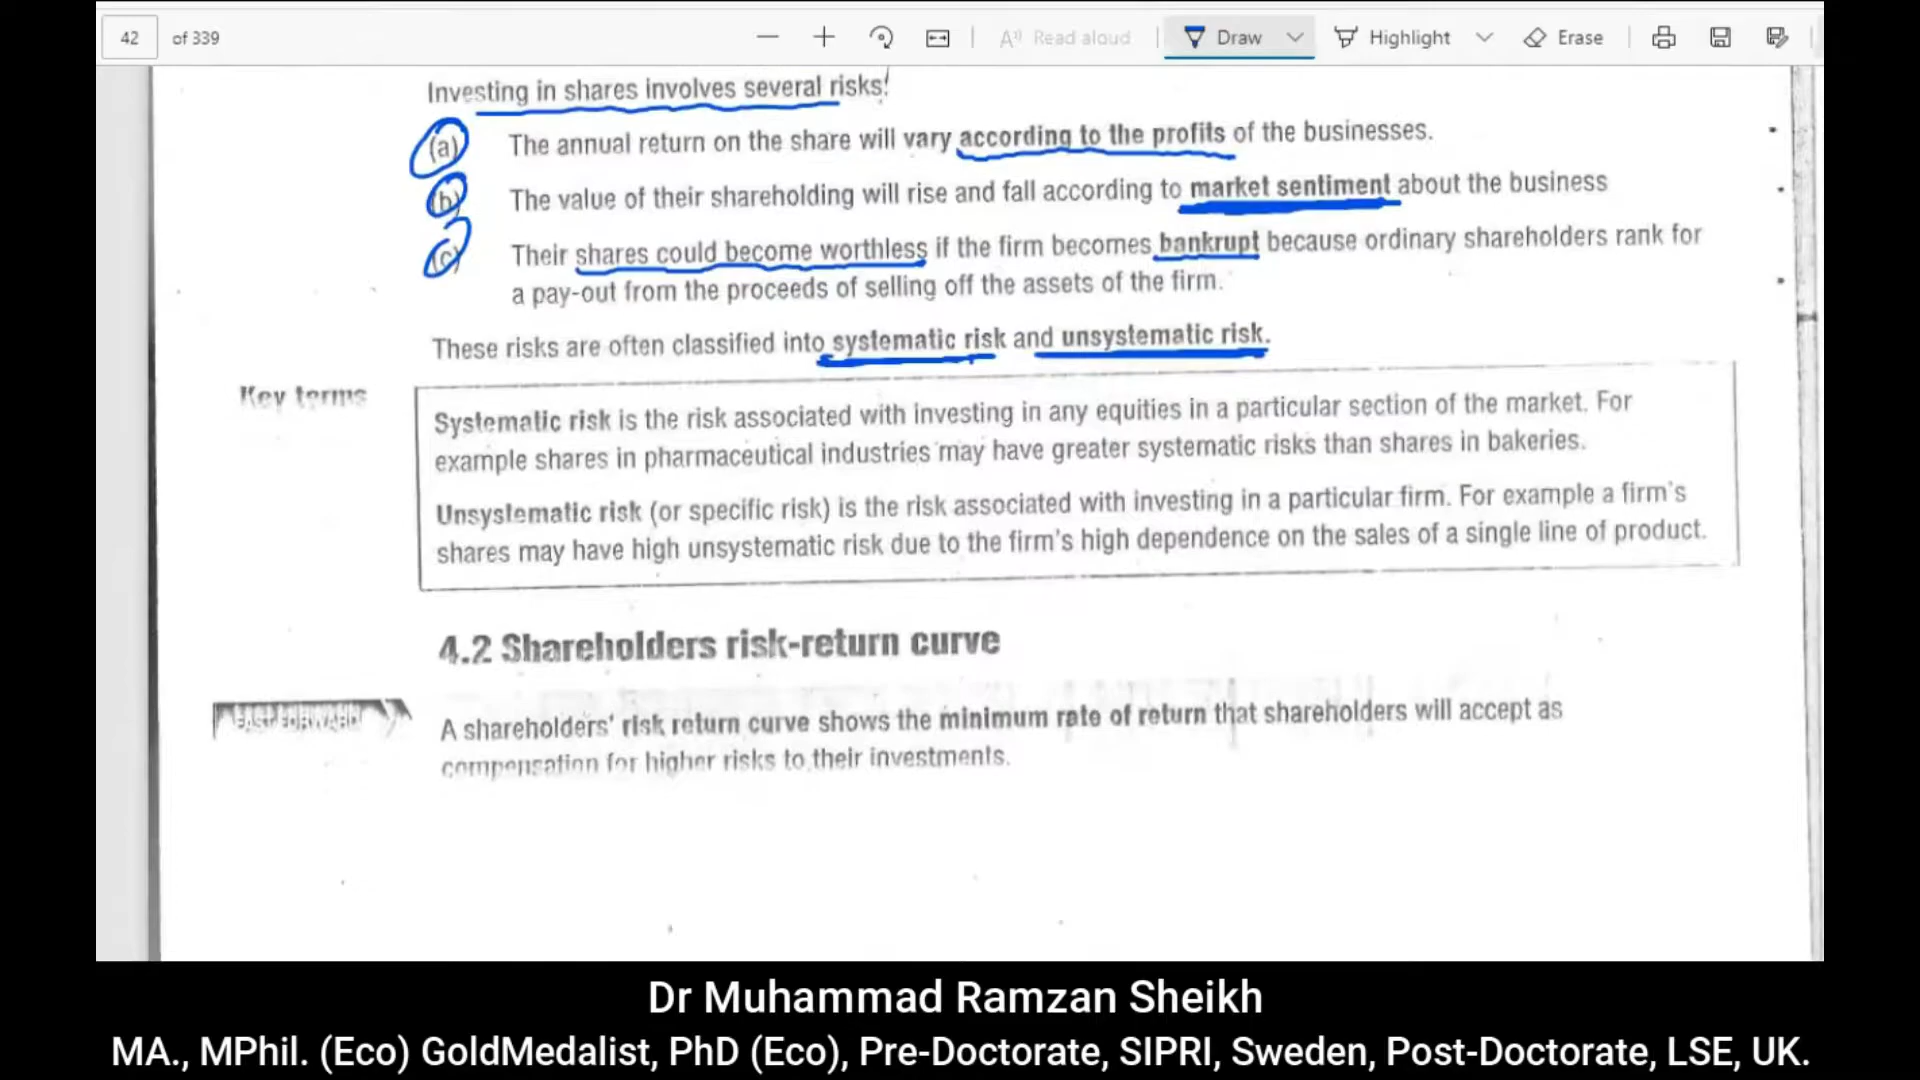 42 of 339 Read aloud Draw Highlight Erase
Investing in shares involves several risks!
(a) The annual return on the share will vary according to the profits of the businesses.
(b) The value of their shareholding will rise and fall according to market sentiment about the business
(c) Their shares could become worthless if the firm becomes bankrupt because ordinary shareholders rank for
a pay-out from the proceeds of selling off the assets of the firm.
These risks are often classified into systematic risk and unsystematic risk.
Key terms
Systematic risk is the risk associated with investing in any equities in a particular section of the market. For
example shares in pharmaceutical industries may have greater systematic risks than shares in bakeries.
Unsystematic risk (or specific risk) is the risk associated with investing in a particular firm. For example a firm's
shares may have high unsystematic risk due to the firm's high dependence on the sales of a single line of product.
4.2 Shareholders risk-return curve
FAST FORWARD
A shareholders' risk return curve shows the minimum rate of return that shareholders will accept as
compensation for higher risks to their investments.
Dr Muhammad Ramzan Sheikh
MA., MPhil. (Eco) GoldMedalist, PhD (Eco), Pre-Doctorate, SIPRI, Sweden, Post-Doctorate, LSE, UK.